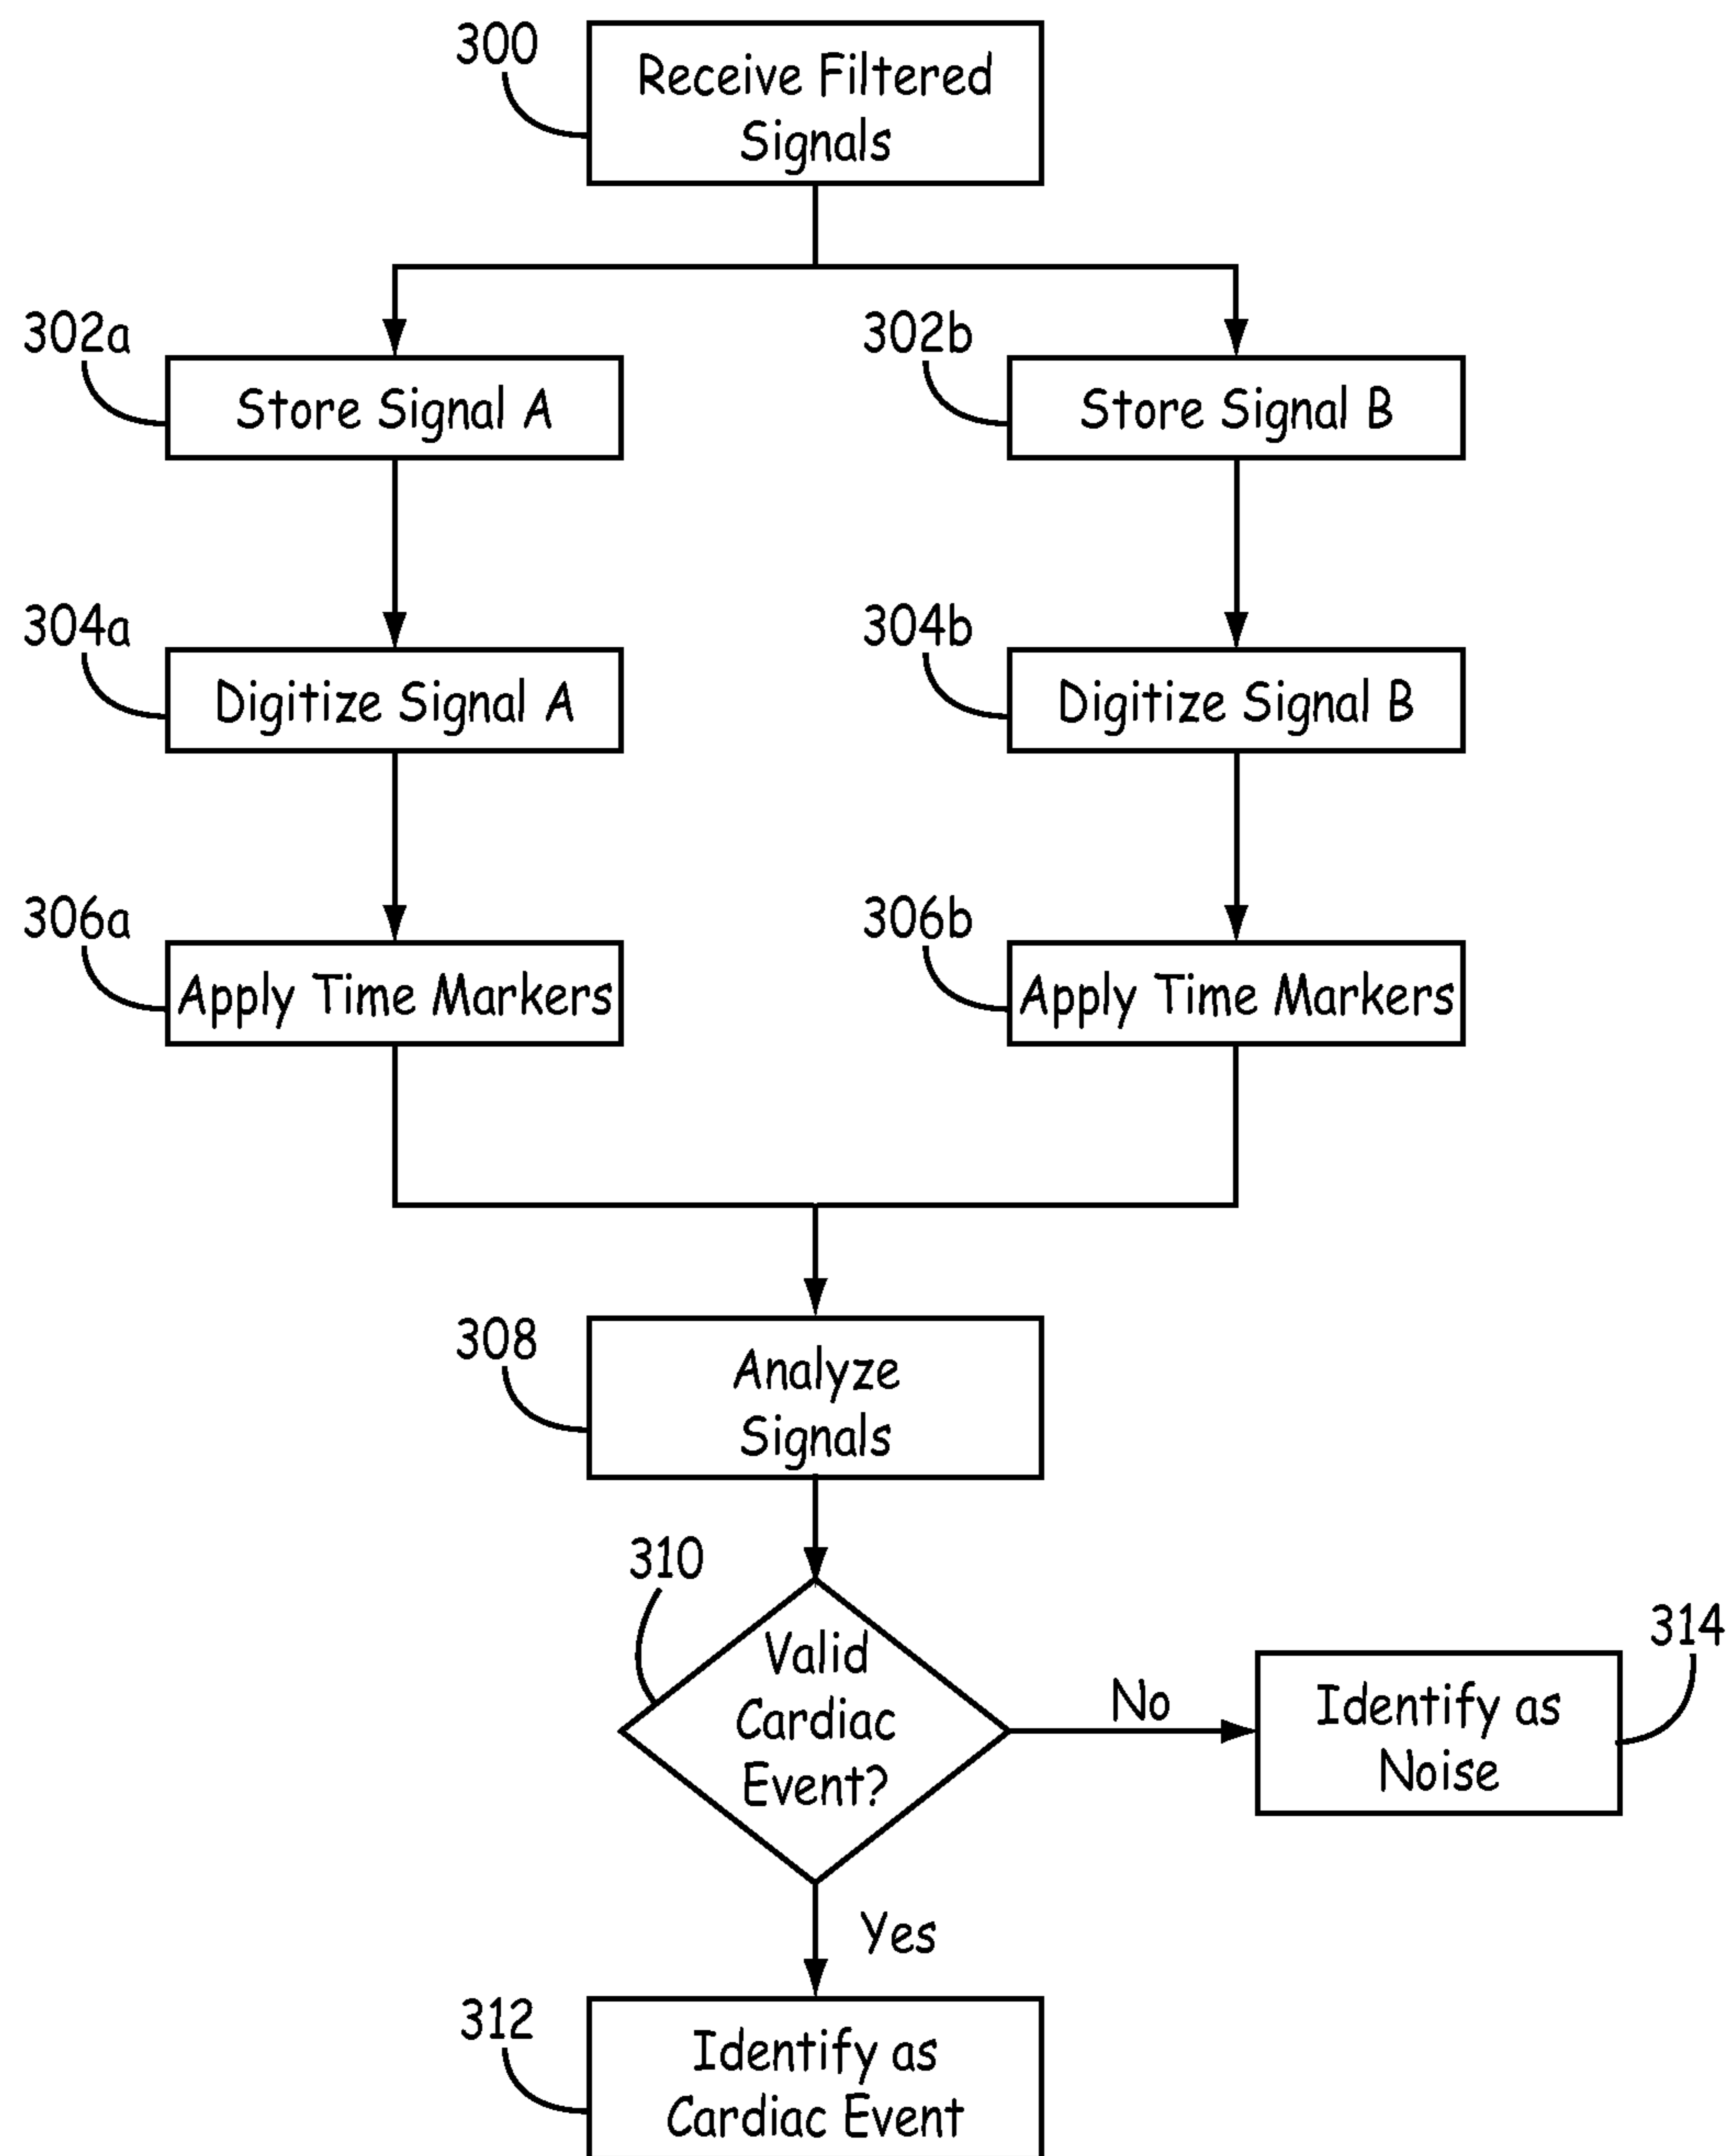 300
Receive Filtered
Signals
302a
Store Signal A
302b
Store Signal B
304a
Digitize Signal A
304b
Digitize Signal B
306a
Apply Time Markers
306b
Apply Time Markers
308
Analyze
Signals
310
Valid
Cardiac
Event?
No
314
Identify as
Noise
Yes
312
Identify as
Cardiac Event